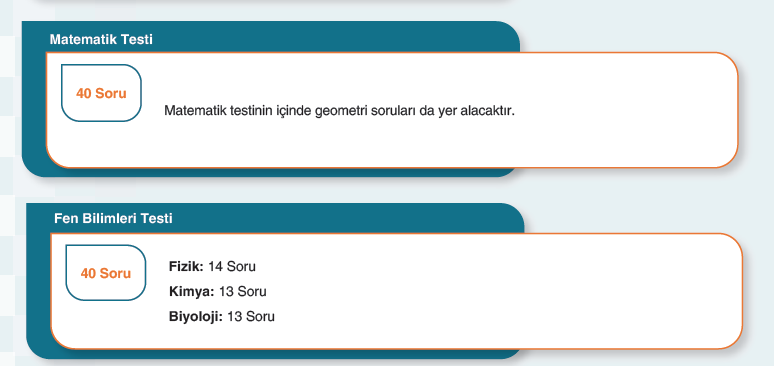 Matematik Testi
40 Soru
Matematik testinin içinde geometri soruları da yer alacaktır.
Fen Bilimleri Testi
40 Soru
Fizik: 14 Soru
Kimya: 13 Soru
Biyoloji: 13 Soru